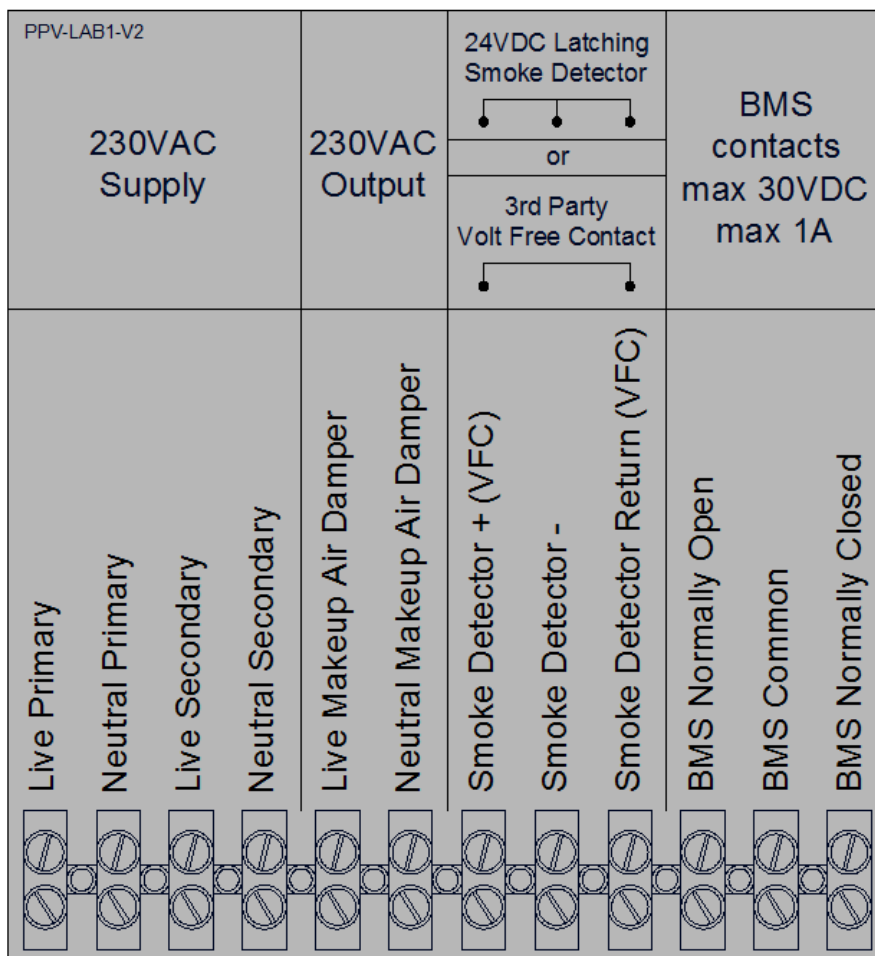 PPV-LAB1-V2
230VAC
Supply
230VAC
Output
24VDC Latching
Smoke Detector
or
3rd Party
Volt Free Contact
BMS
contacts
max 30VDC
max 1A
Live Primary
Neutral Primary
Live Secondary
Neutral Secondary
Live Makeup Air Damper
Neutral Makeup Air Damper
Smoke Detector + (VFC)
Smoke Detector -
Smoke Detector Return (VFC)
BMS Normally Open
BMS Common
BMS Normally Closed